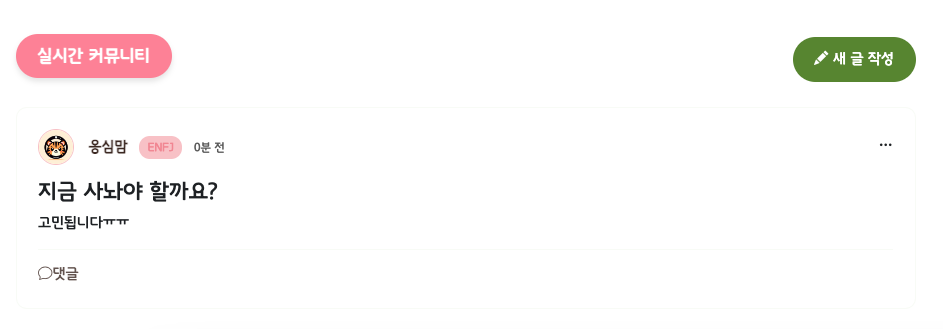 실시간 커뮤니티
새 글 작성
웅심맘 ENFJ 0분 전
지금 사놔야 할까요?
고민됩니다ㅠㅠ
댓글